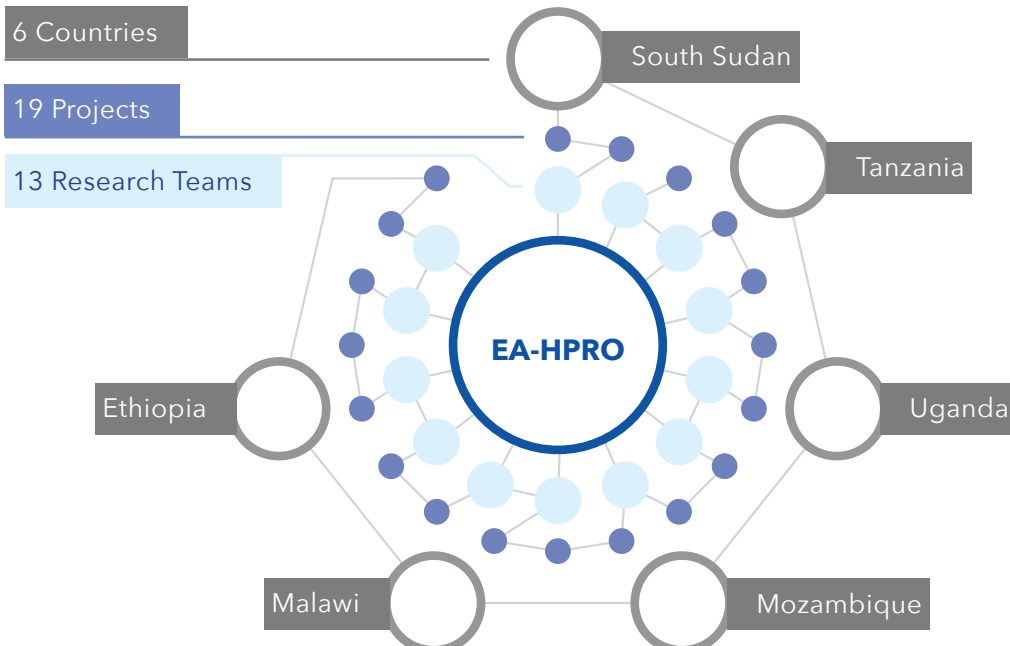 6 Countries
South Sudan
19 Projects
Tanzania
13 Research Teams
EA-HPRO
Ethiopia
Uganda
Malawi
Mozambique